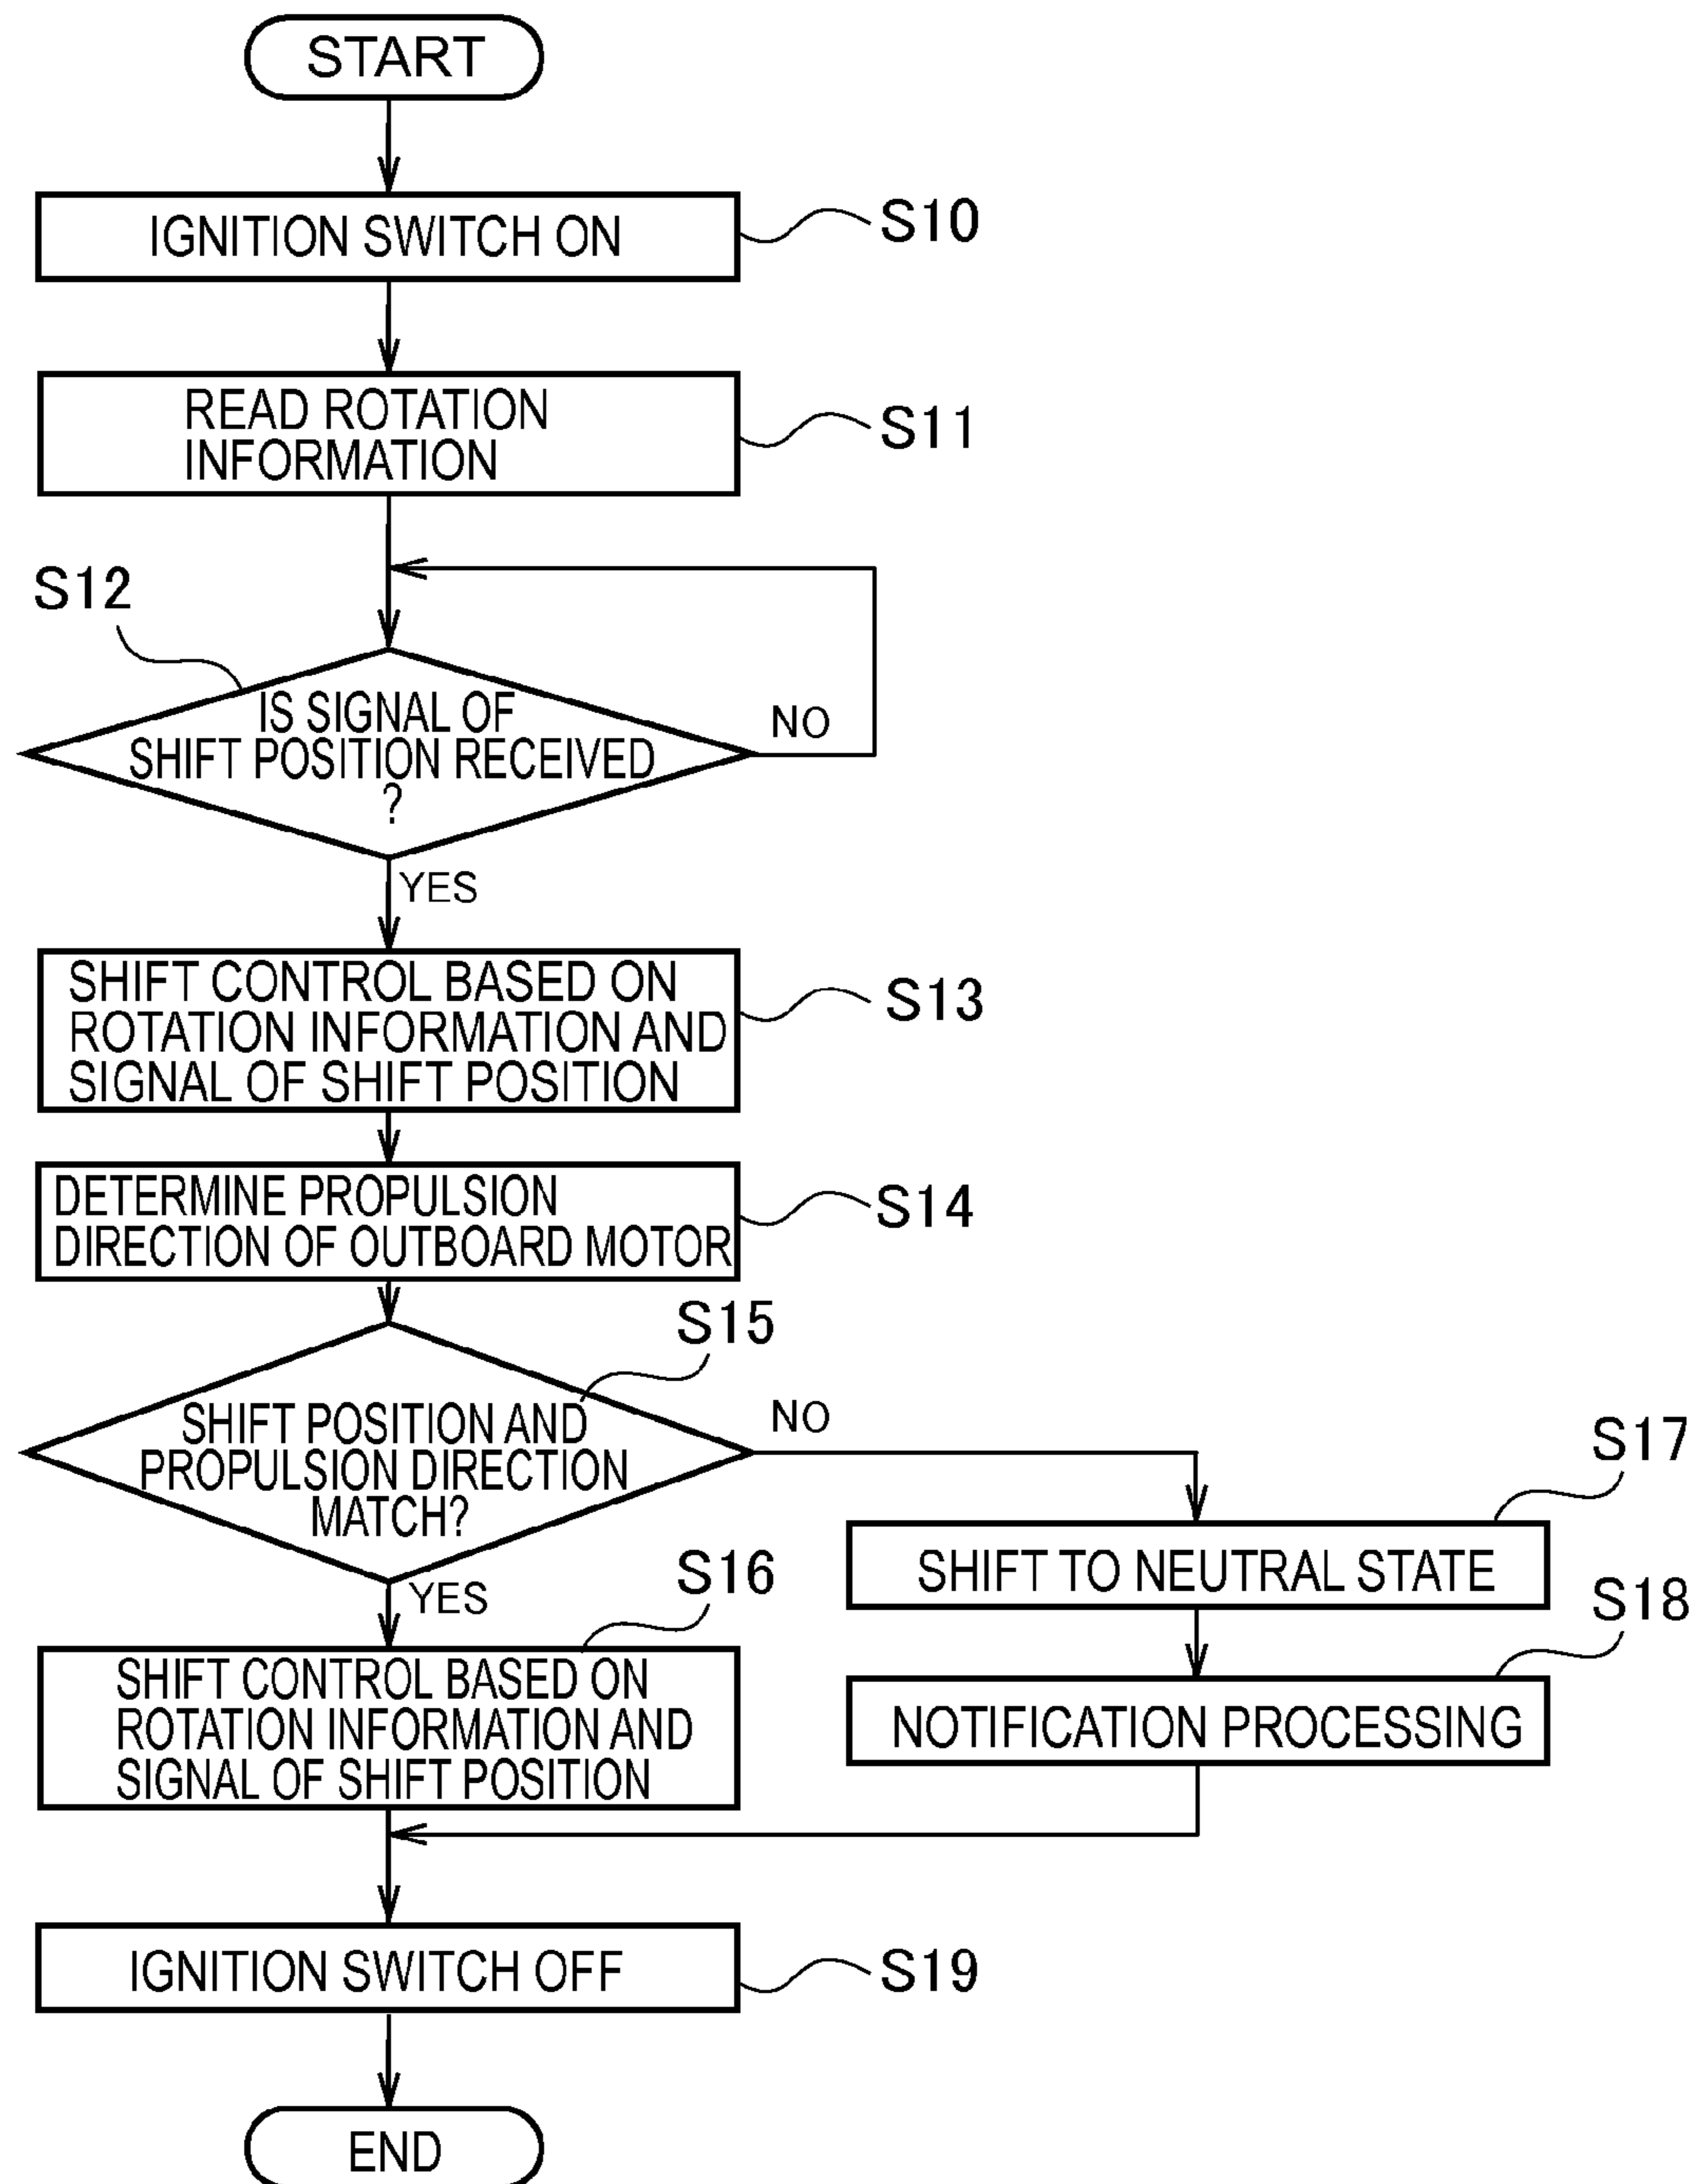 START
IGNITION SWITCH ON
S10
READ ROTATION
INFORMATION
S11
S12
IS SIGNAL OF
SHIFT POSITION RECEIVED
?
NO
YES
SHIFT CONTROL BASED ON
ROTATION INFORMATION AND
SIGNAL OF SHIFT POSITION
S13
DETERMINE PROPULSION
DIRECTION OF OUTBOARD MOTOR
S14
S15
SHIFT POSITION AND
PROPULSION DIRECTION
MATCH?
NO
YES
S16
SHIFT CONTROL BASED ON
ROTATION INFORMATION AND
SIGNAL OF SHIFT POSITION
S17
SHIFT TO NEUTRAL STATE
S18
NOTIFICATION PROCESSING
IGNITION SWITCH OFF
S19
END